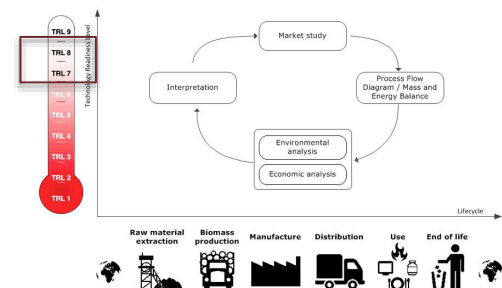 TRL 9
TRL 8
TRL 7
TRL 6
TRL 5
TRL 4
TRL 3
TRL 2
TRL 1
Technology Readiness Level
Market study
Process Flow
Diagram / Mass and
Energy Balance
Environmental
analysis
Economic analysis
Interpretation
Lifecycle
Raw material
extraction
Biomass
production
Manufacture
Distribution
Use
End of life